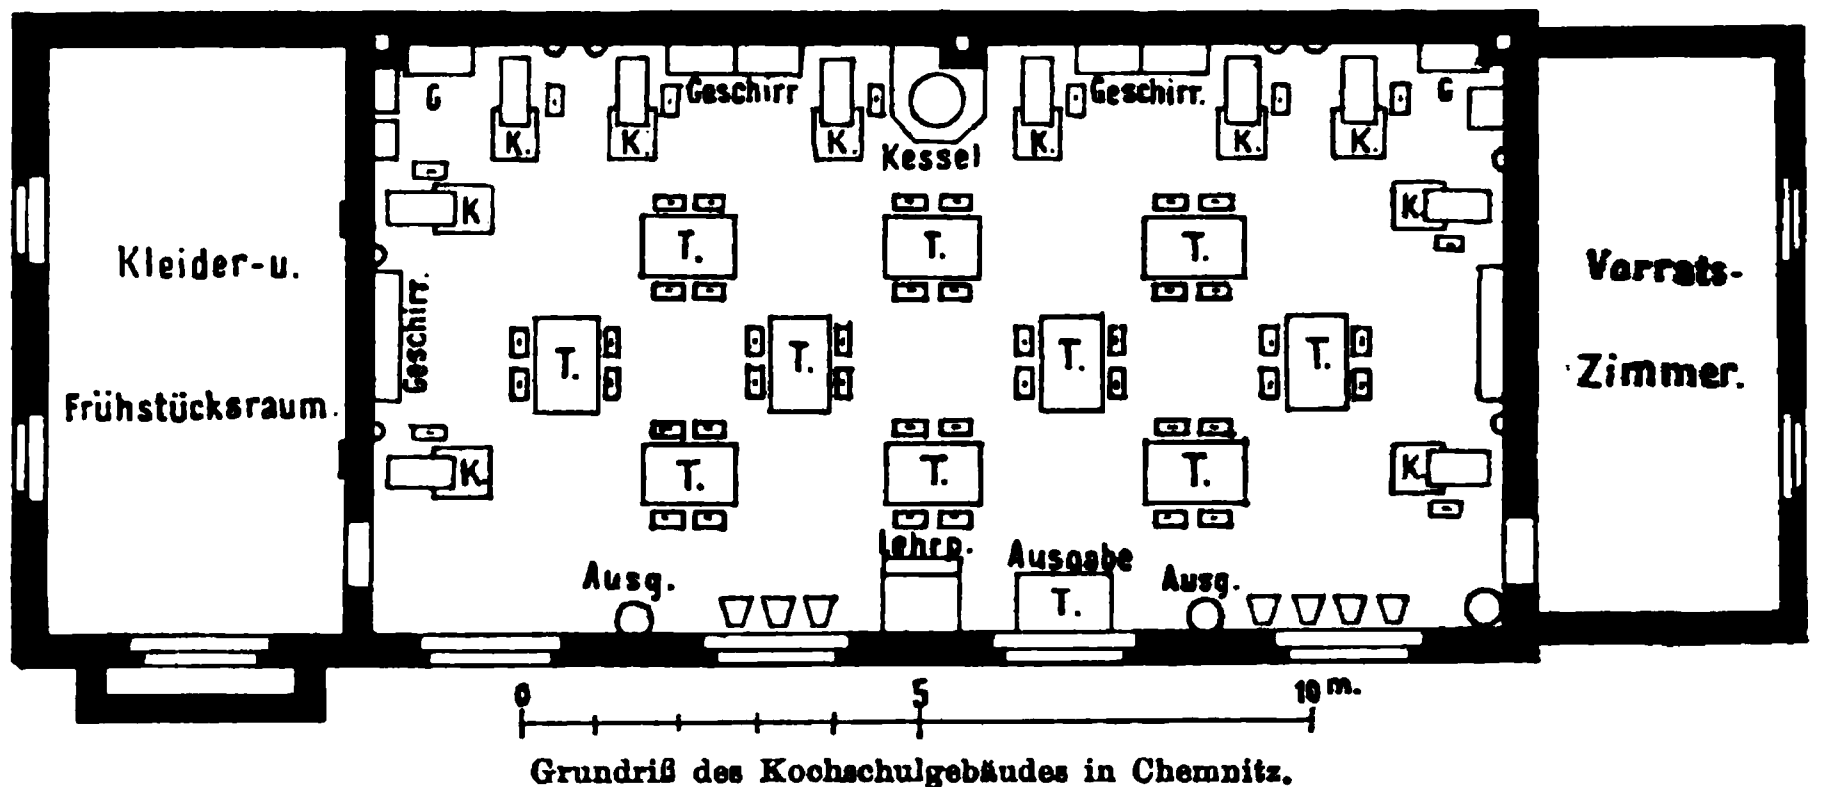 G
Geschirr
Geschirr.
G
K.
K.
K.
Kessel
K.
K.
K.
K
K.
T.
T.
T.
Kleider-u.
Vorrats-
Geschirr.
T.
T.
T.
T.
Zimmer.
Frühstücksraum.
K.
T.
T.
T.
K.
Lehrp.
Ausgabe
Ausg.
Ausg.
T.
0
5
10 m.
Grundriß des Kochschulgebäudes in Chemnitz.